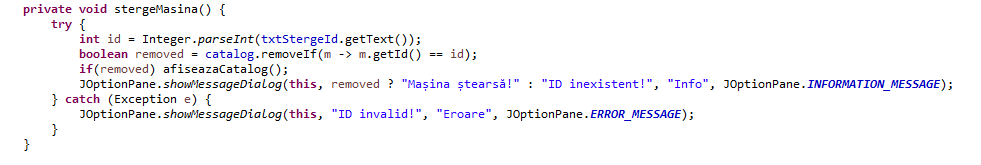 private void stergeMasina() {
    try {
        int id = Integer.parseInt(txtStergeId.getText());
        boolean removed = catalog.removeIf(m -> m.getId() == id);
        if(removed) afiseazaCatalog();
        JOptionPane.showMessageDialog(this, removed ? "Mașina ștearsă!" : "ID inexistent!", "Info", JOptionPane.INFORMATION_MESSAGE);
    } catch (Exception e) {
        JOptionPane.showMessageDialog(this, "ID invalid!", "Eroare", JOptionPane.ERROR_MESSAGE);
    }
}